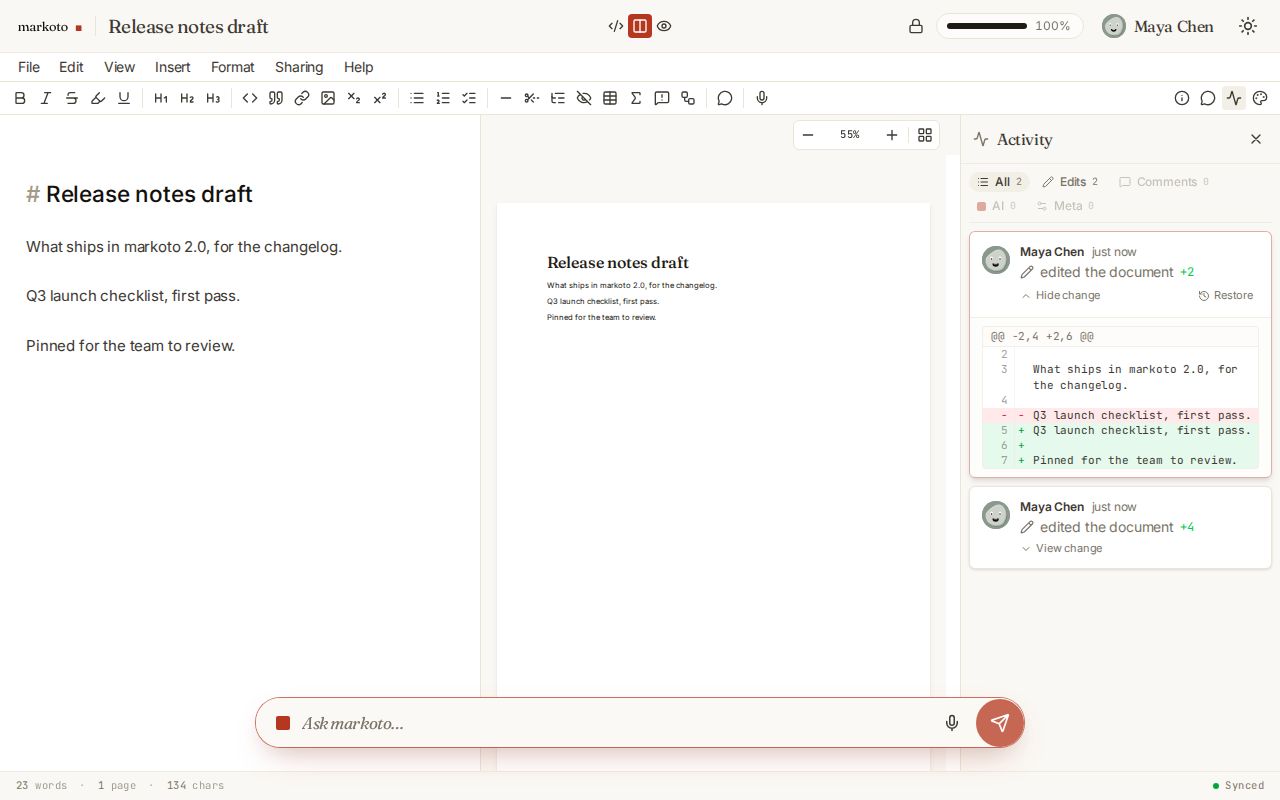 markoto
Release notes draft
100%
Maya Chen
File Edit View Insert Format Sharing Help
H1 H2 H3
55%
Activity
# Release notes draft
What ships in markoto 2.0, for the changelog.
Q3 launch checklist, first pass.
Pinned for the team to review.
Release notes draft
What ships in markoto 2.0, for the changelog.
Q3 launch checklist, first pass.
Pinned for the team to review.
All 2 Edits 2 Comments 0
AI 0 Meta 0
Maya Chen just now
edited the document +2
Hide change Restore
@@ -2,4 +2,6 @@
2
3 What ships in markoto 2.0, for
the changelog.
4
- - Q3 launch checklist, first pass.
5 + Q3 launch checklist, first pass.
6 +
7 + Pinned for the team to review.
Maya Chen just now
edited the document +4
View change
Ask markoto...
23 words · 1 page · 134 chars
Synced